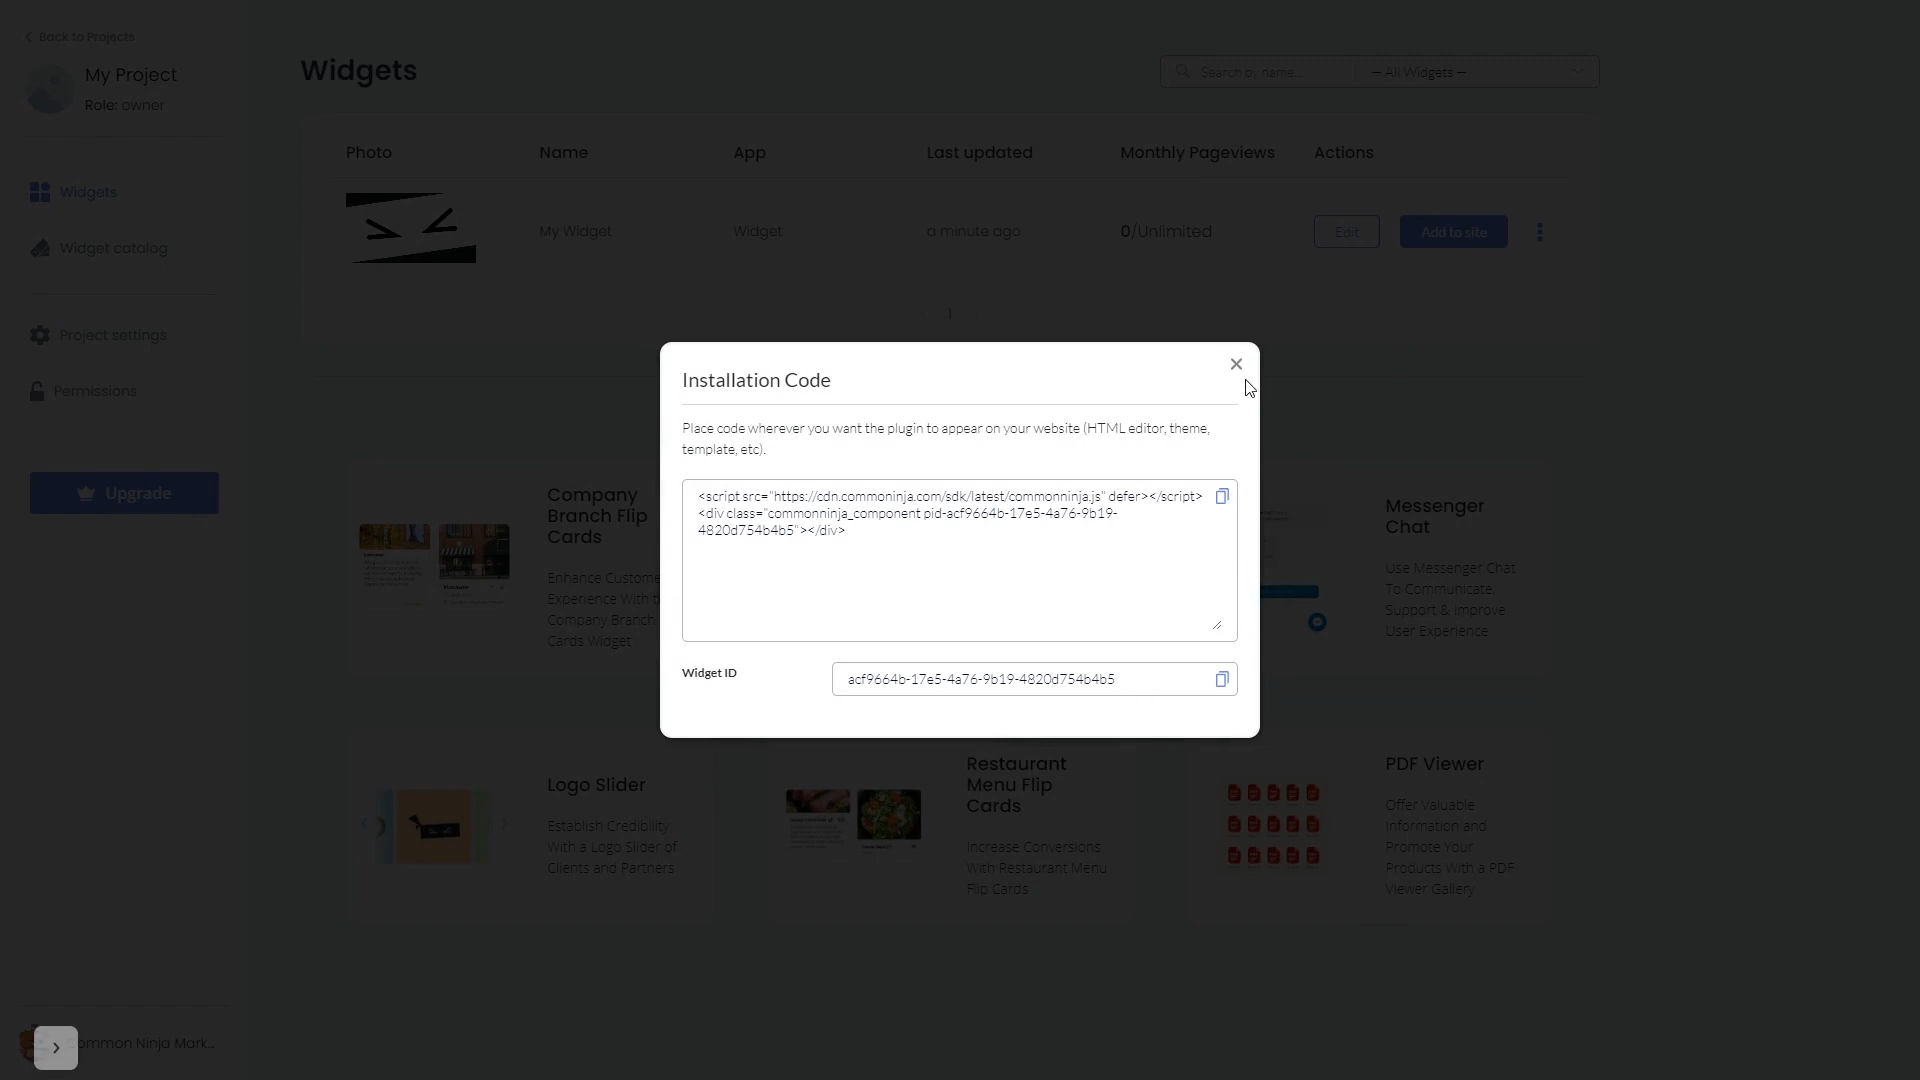 Back to Projects
My Project
Role: owner
Widgets
Widget catalog
Project settings
Permissions
Upgrade
Widgets
Search by name...
— All Widgets —
Photo
Name
App
Last updated
Monthly Pageviews
Actions
My Widget
Widget
a minute ago
0/Unlimited
Edit
Add to site
1
Installation Code
Place code wherever you want the plugin to appear on your website (HTML editor, theme,
template, etc).
<script src="https://cdn.commoninja.com/sdk/latest/commonninja.js" defer></script>
<div class="commonninja_component pid-acf9664b-17e5-4a76-9b19-
4820d754b4b5"></div>
Widget ID
acf9664b-17e5-4a76-9b19-4820d754b4b5
Company
Branch Flip
Cards
Enhance Custome
Experience With
Company Branch
Cards Widget
Messenger
Chat
Use Messenger Chat
To Communicate,
Support & Improve
User Experience
Logo Slider
Establish Credibility
With a Logo Slider of
Clients and Partners
Restaurant
Menu Flip
Cards
Increase Conversions
With Restaurant Menu
Flip Cards
PDF Viewer
Offer Valuable
Information and
Promote Your
Products With a PDF
Viewer Gallery
ommon Ninja Mark...